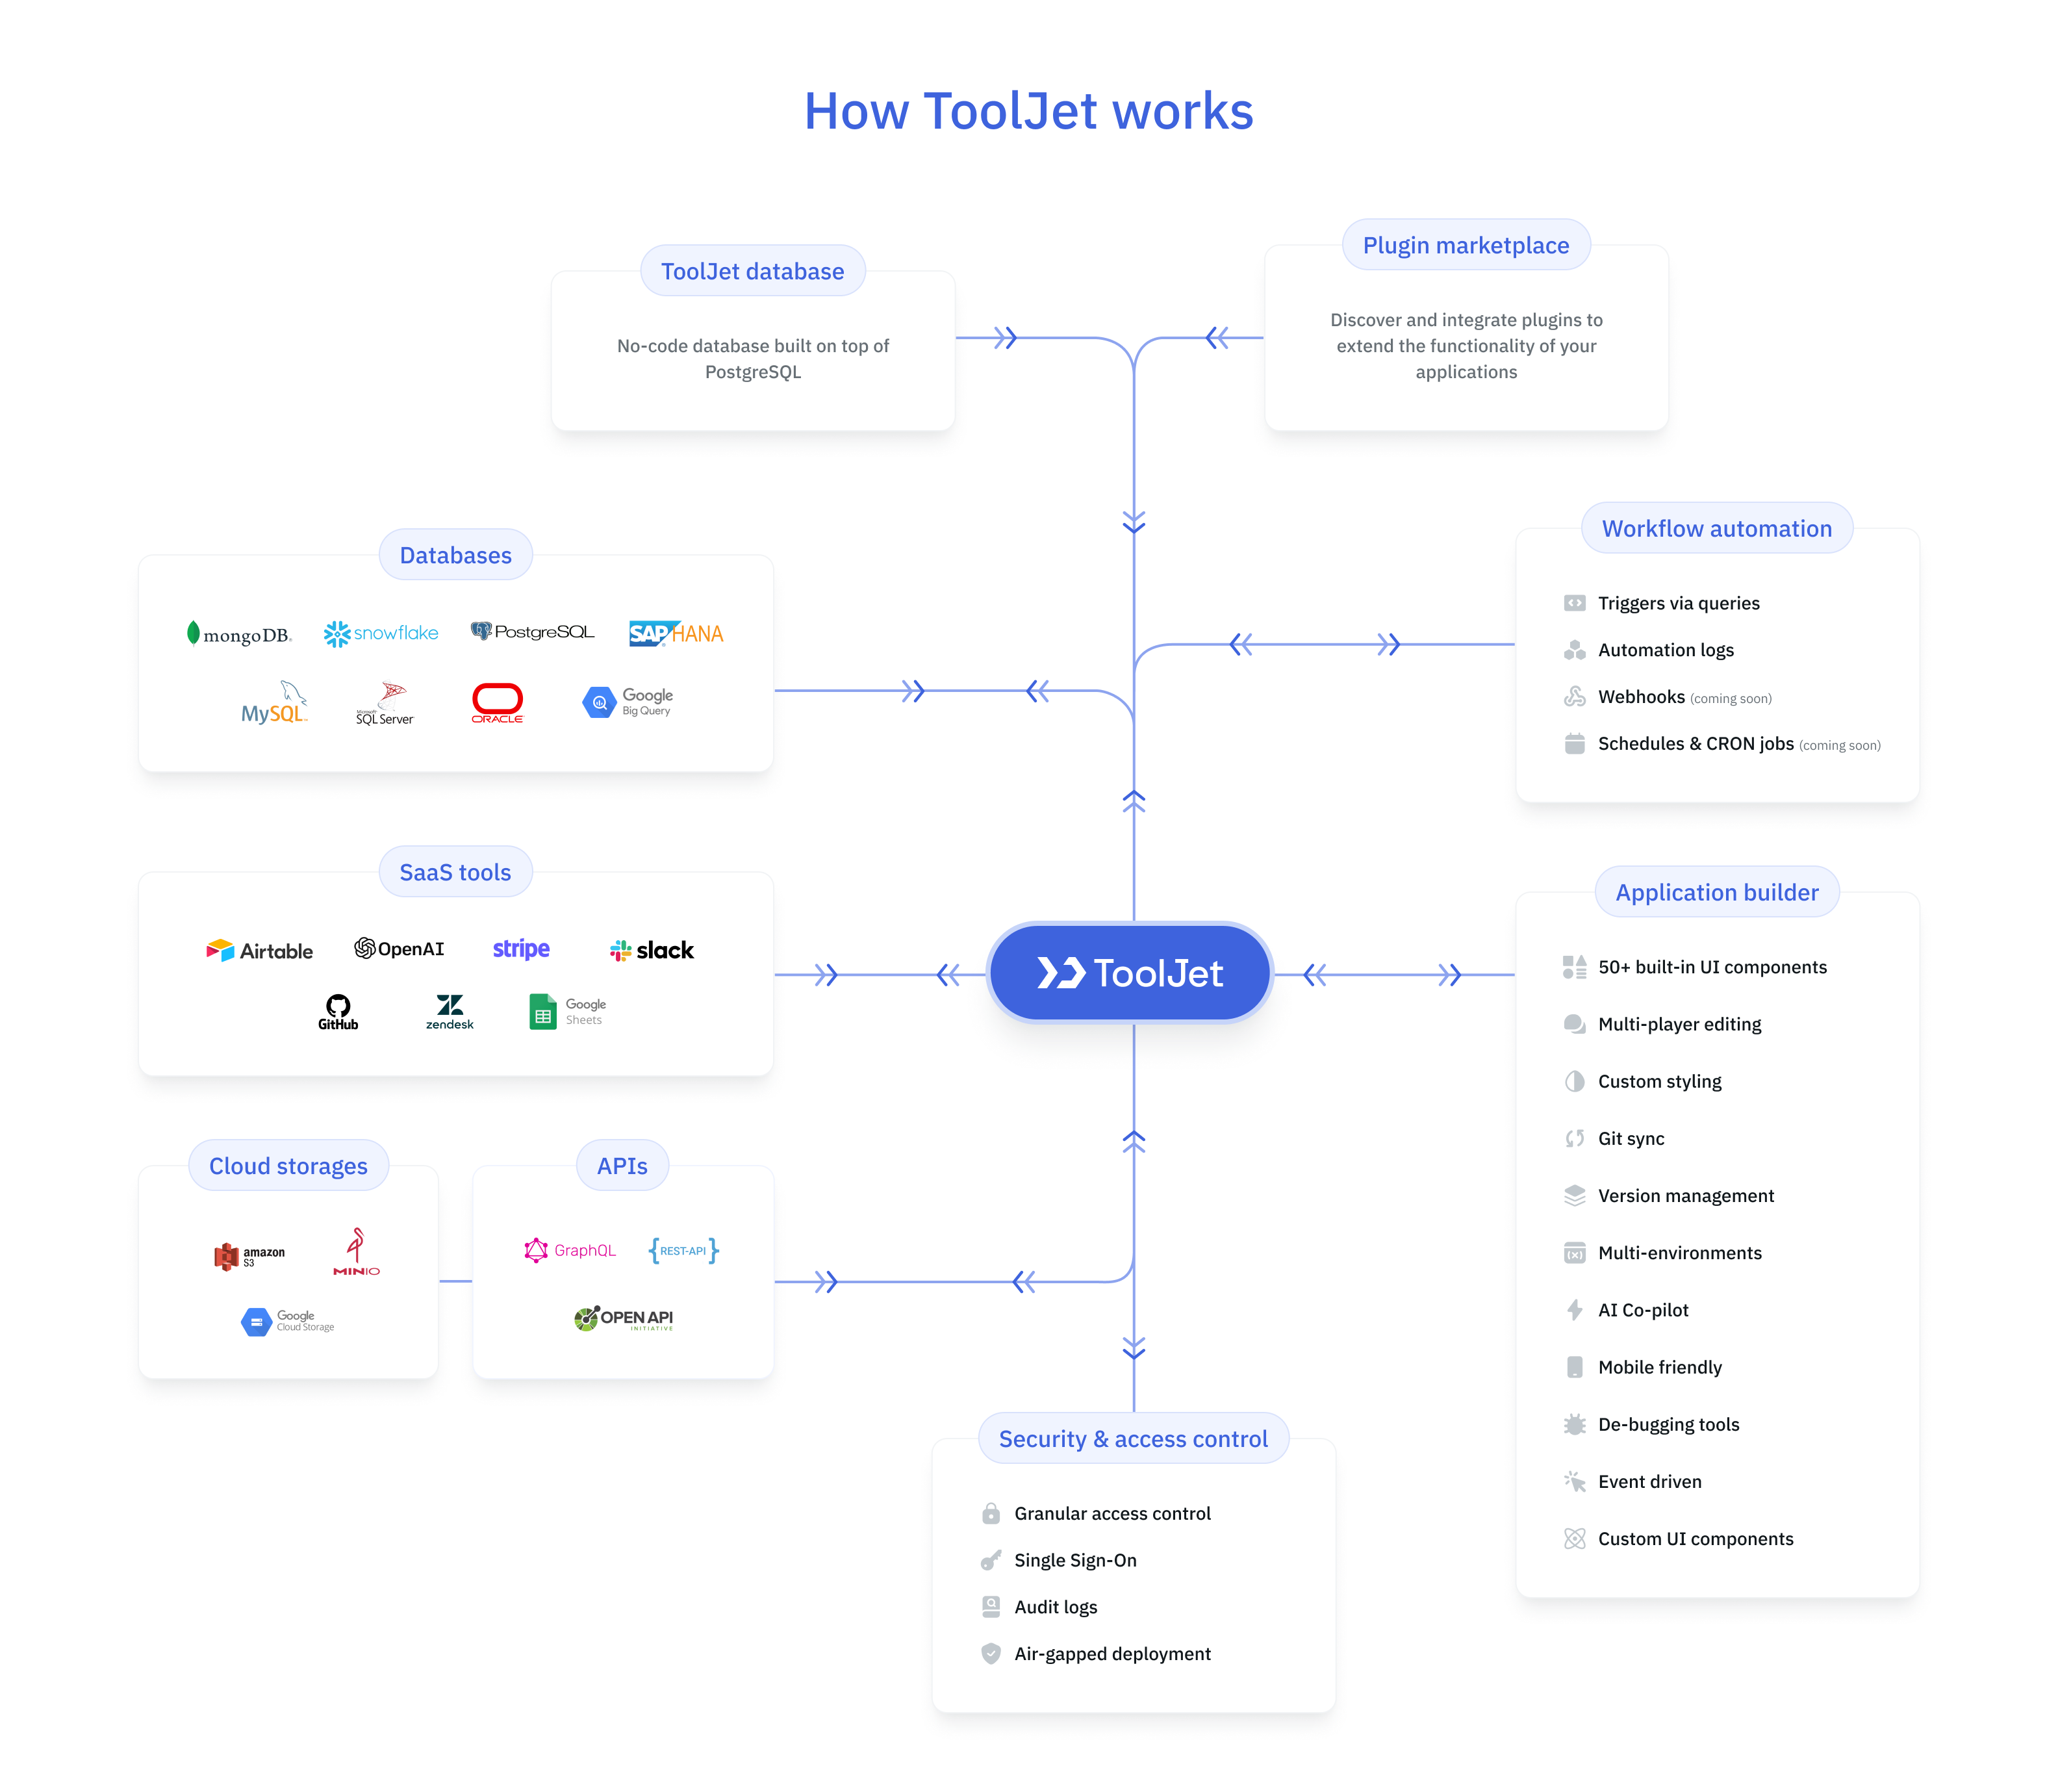 How ToolJet works
ToolJet database
No-code database built on top of
PostgreSQL
Plugin marketplace
Discover and integrate plugins to
extend the functionality of your
applications
Databases
mongoDB.
snowflake
PostgreSQL
SAP HANA
MySQL
Microsoft
SQL Server
ORACLE
Google
Big Query
Workflow automation
Triggers via queries
Automation logs
Webhooks (coming soon)
Schedules & CRON jobs (coming soon)
SaaS tools
Airtable
OpenAI
stripe
slack
GitHub
zendesk
Google
Sheets
ToolJet
Application builder
50+ built-in UI components
Multi-player editing
Custom styling
Git sync
Version management
Multi-environments
AI Co-pilot
Mobile friendly
De-bugging tools
Event driven
Custom UI components
Cloud storages
amazon
S3
MINIO
Google
Cloud Storage
APIs
GraphQL
{REST-API}
OPEN API
INITIATIVE
Security & access control
Granular access control
Single Sign-On
Audit logs
Air-gapped deployment